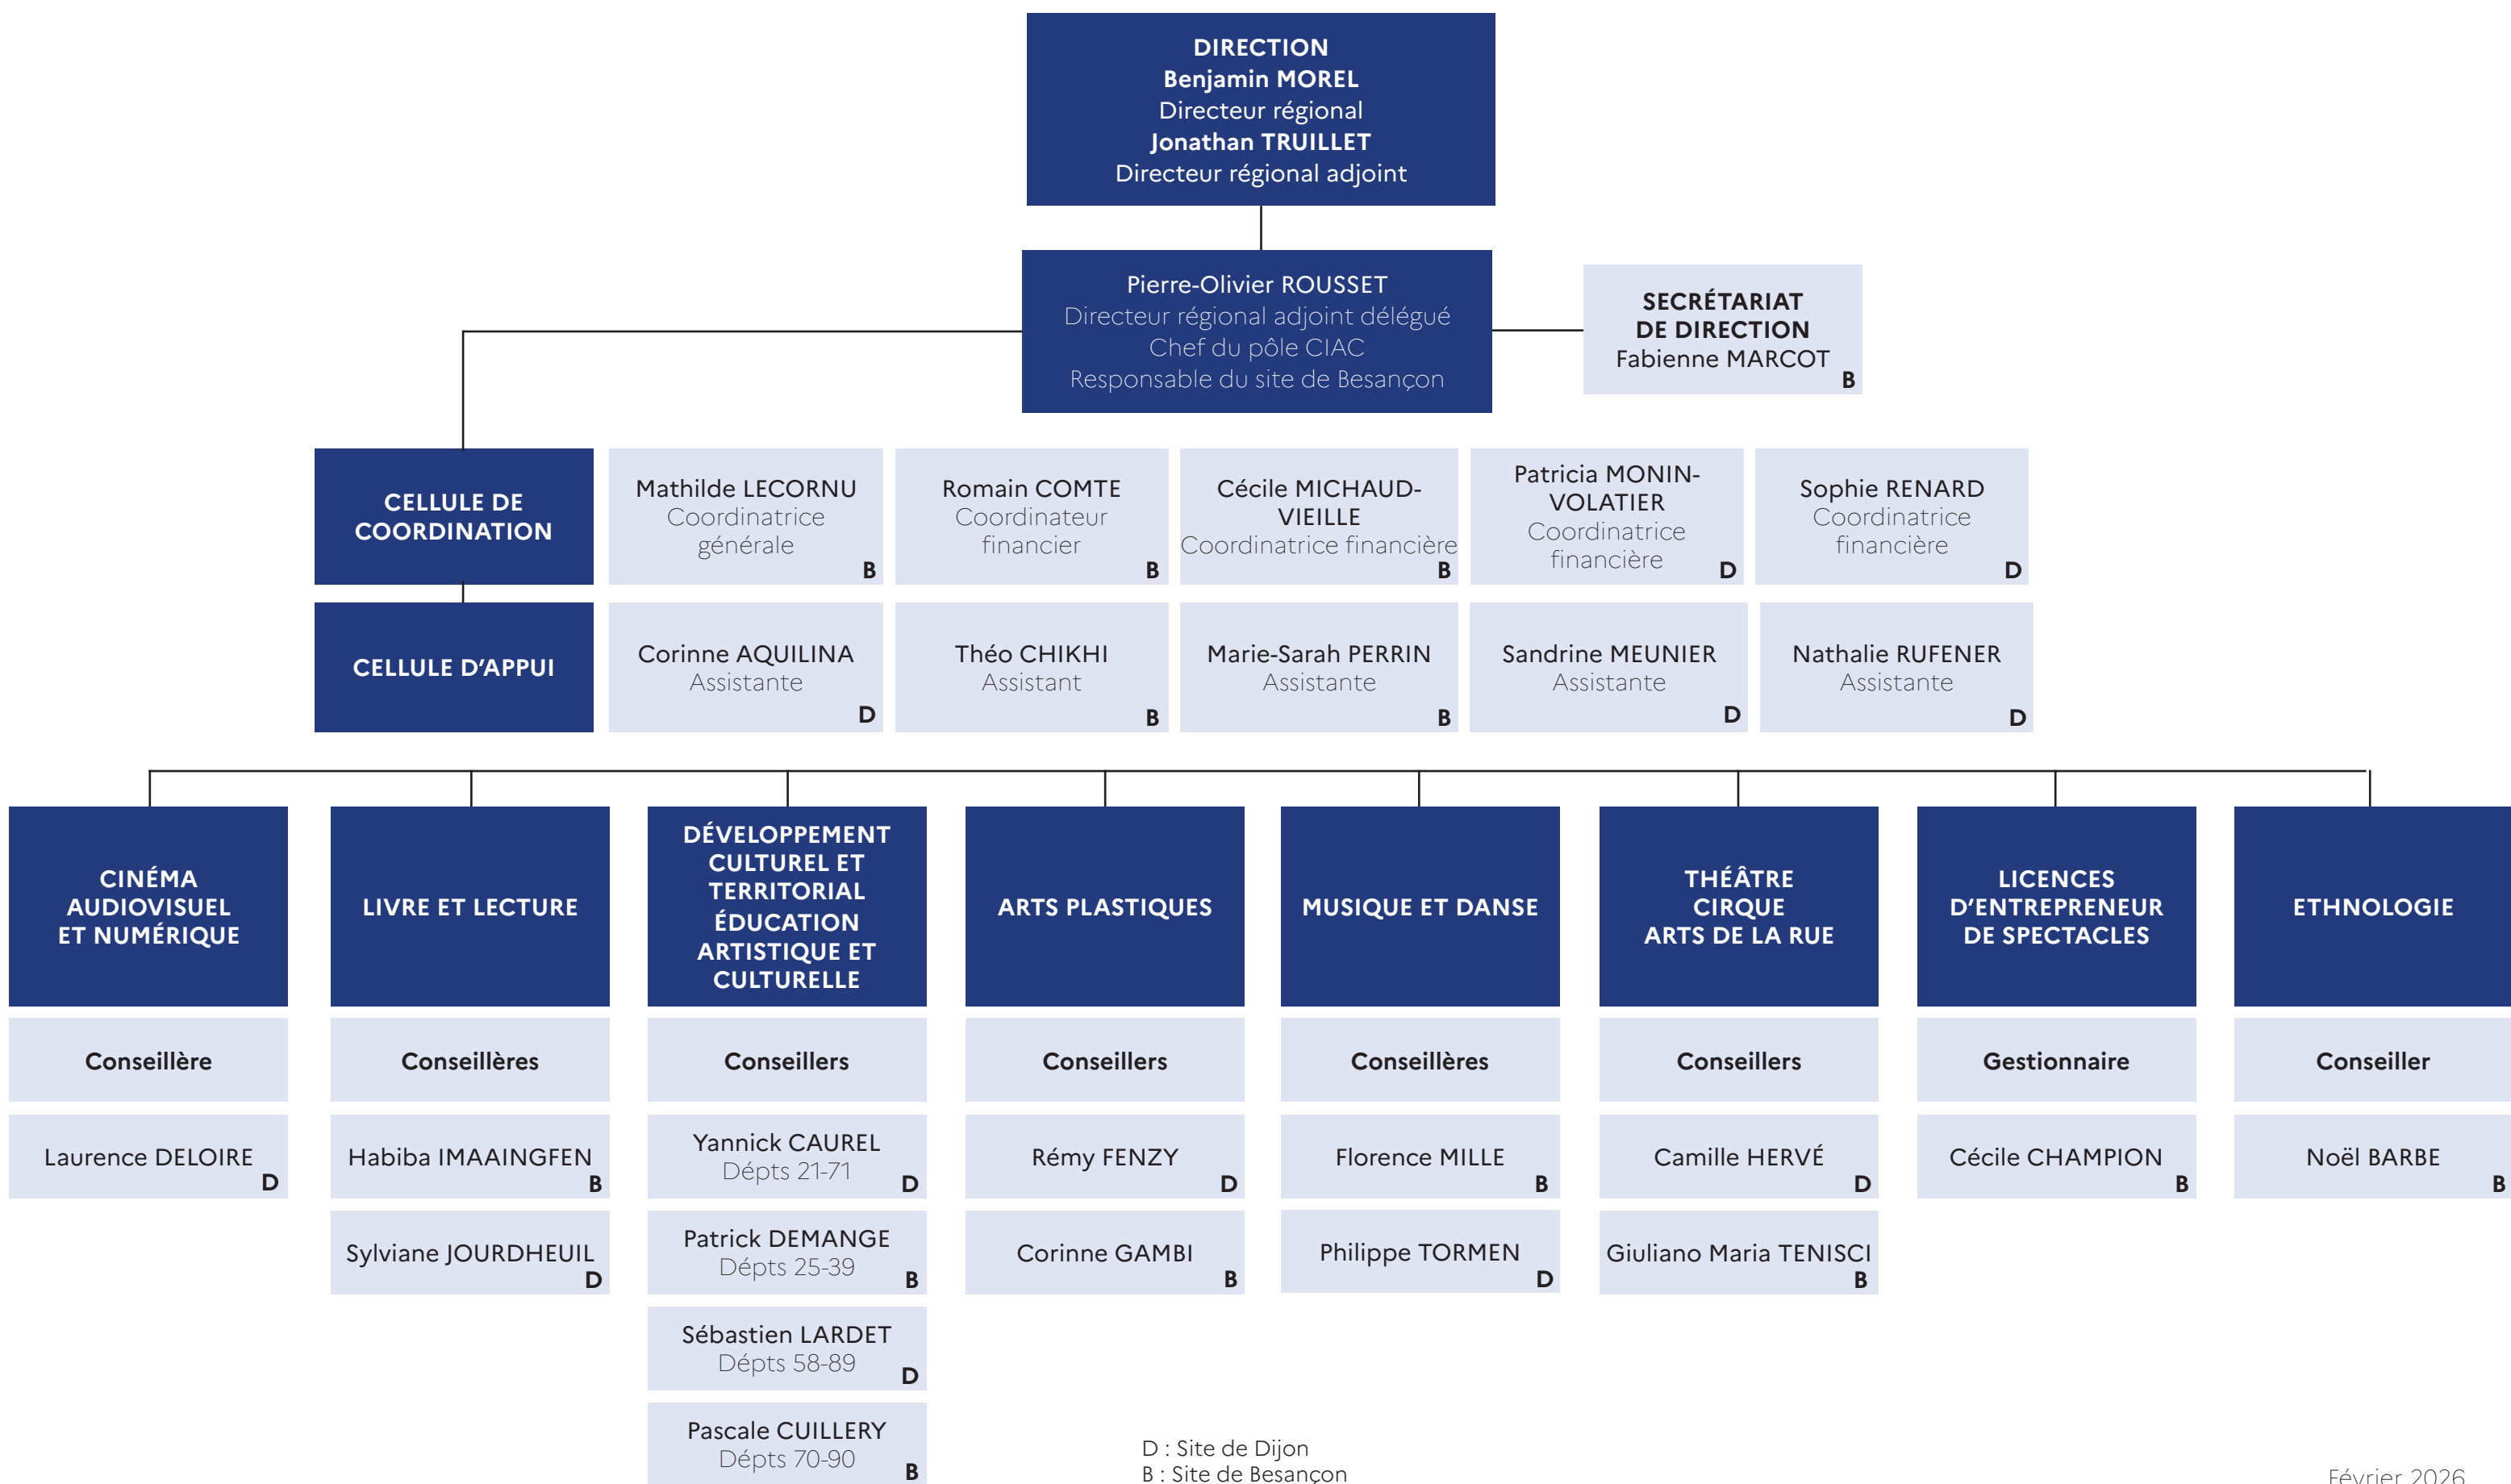 DIRECTION
Benjamin MOREL
Directeur régional
Jonathan TRUILLET
Directeur régional adjoint
Pierre-Olivier ROUSSET
Directeur régional adjoint délégué
Chef du pôle CIAC
Responsable du site de Besançon
SECRÉTARIAT
DE DIRECTION
Fabienne MARCOT
B
CELLULE DE
COORDINATION
Mathilde LECORNU
Coordinatrice
générale
B
Romain COMTE
Coordinateur
financier
B
Cécile MICHAUD-
VIEILLE
Coordinatrice financière
B
Patricia MONIN-
VOLATIER
Coordinatrice
financière
D
Sophie RENARD
Coordinatrice
financière
D
CELLULE D’APPUI
Corinne AQUILINA
Assistante
D
Théo CHIKHI
Assistant
B
Marie-Sarah PERRIN
Assistante
B
Sandrine MEUNIER
Assistante
D
Nathalie RUFENER
Assistante
D
CINÉMA
AUDIOVISUEL
ET NUMÉRIQUE
Conseillère
Laurence DELOIRE
D
LIVRE ET LECTURE
Conseillères
Habiba IMAAINGFEN
B
Sylviane JOURDHEUIL
D
DÉVELOPPEMENT
CULTUREL ET
TERRITORIAL
ÉDUCATION
ARTISTIQUE ET
CULTURELLE
Conseillers
Yannick CAUREL
Dépts 21-71
D
Patrick DEMANGE
Dépts 25-39
B
Sébastien LARDET
Dépts 58-89
D
Pascale CUILLERY
Dépts 70-90
B
ARTS PLASTIQUES
Conseillers
Rémy FENZY
D
Corinne GAMBI
B
MUSIQUE ET DANSE
Conseillères
Florence MILLE
B
Philippe TORMEN
D
THÉÂTRE
CIRQUE
ARTS DE LA RUE
Conseillers
Camille HERVÉ
D
Giuliano Maria TENISCI
B
LICENCES
D’ENTREPRENEUR
DE SPECTACLES
Gestionnaire
Cécile CHAMPION
B
ETHNOLOGIE
Conseiller
Noël BARBE
B
D : Site de Dijon
B : Site de Besançon
Février 2026